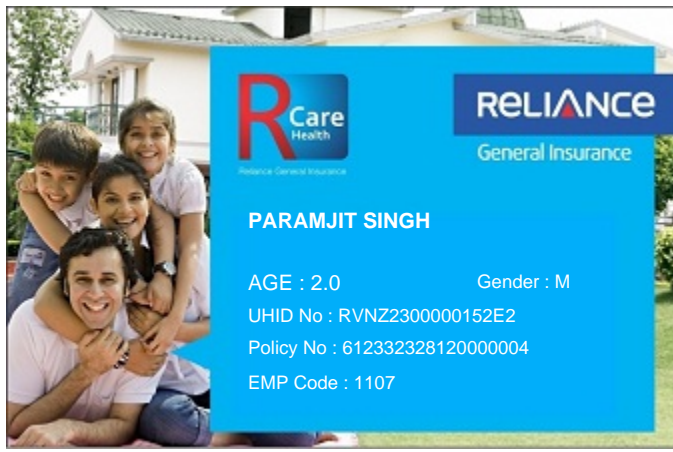 RCare
Health
Reliance General Insurance
RELIANCE
General Insurance
PARAMJIT SINGH
AGE : 2.0 Gender : M
UHID No : RVNZ2300000152E2
Policy No : 612332328120000004
EMP Code : 1107